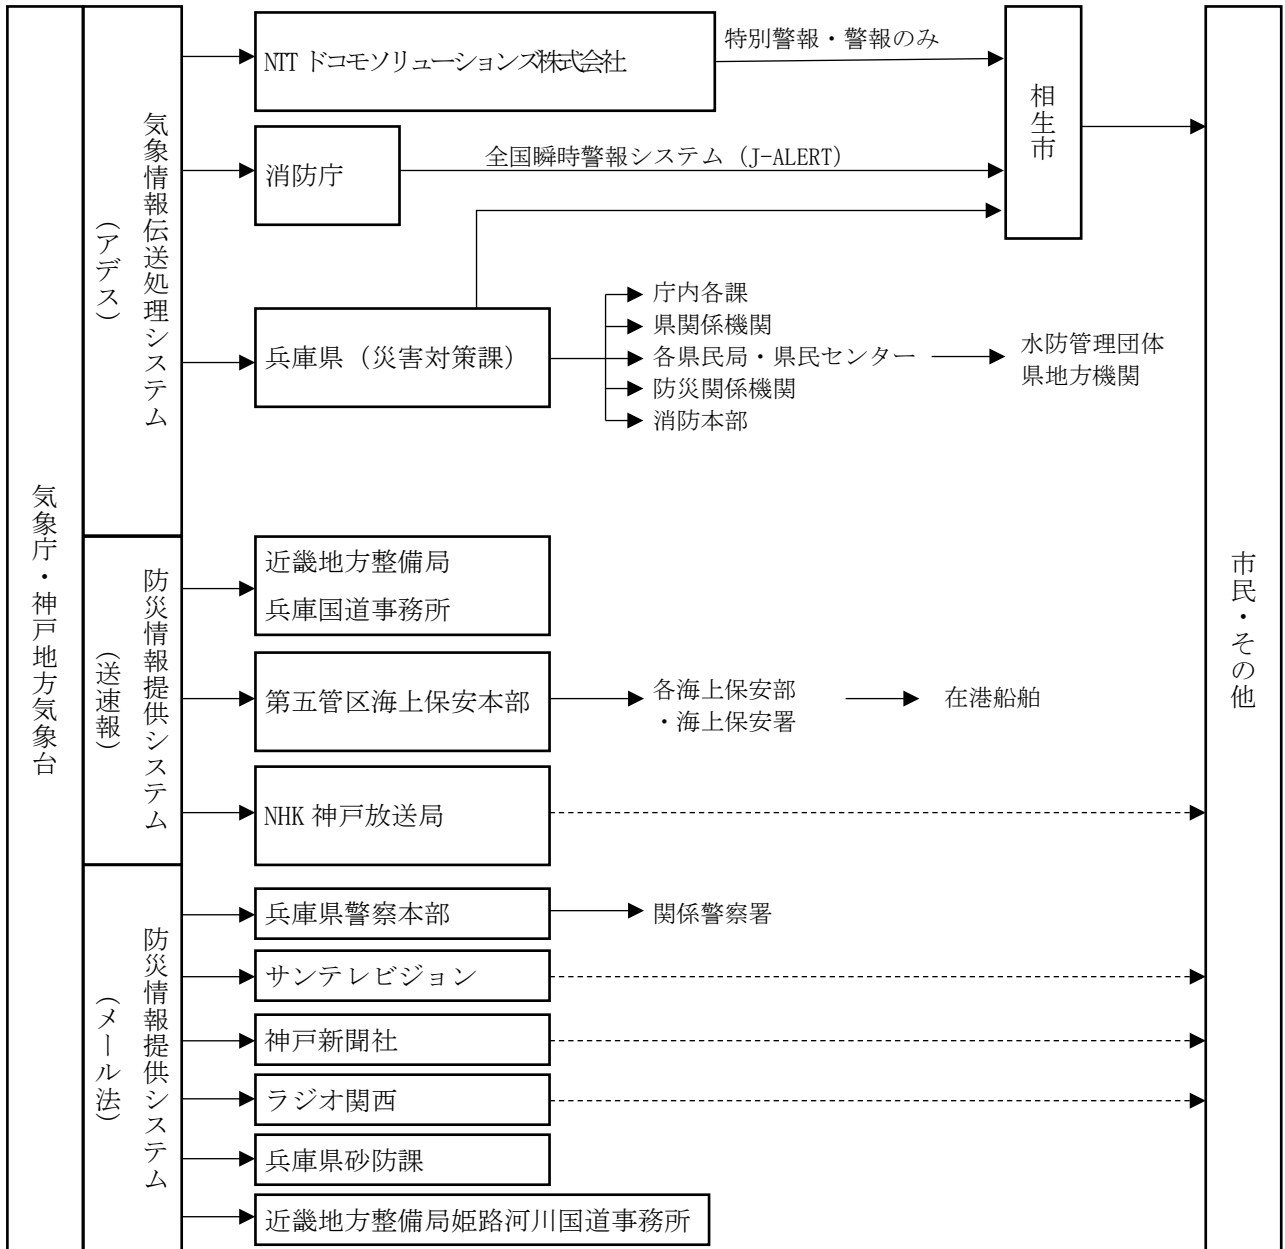 気象庁・神戸地方気象台
気象情報伝送処理システム
(アデス)
NTTドコモソリューションズ株式会社
特別警報・警報のみ
消防庁
全国瞬時警報システム（J-ALERT）
兵庫県（災害対策課）
庁内各課
県関係機関
各県民局・県民センター
防災関係機関
消防本部
水防管理団体
県地方機関
相生市
防災情報提供システム
(送速報)
近畿地方整備局
兵庫国道事務所
第五管区海上保安本部
各海上保安部
・海上保安署
在港船舶
NHK 神戸放送局
防災情報提供システム
(メール法)
兵庫県警察本部
関係警察署
サンテレビジョン
神戸新聞社
ラジオ関西
兵庫県砂防課
近畿地方整備局姫路河川国道事務所
市民・その他